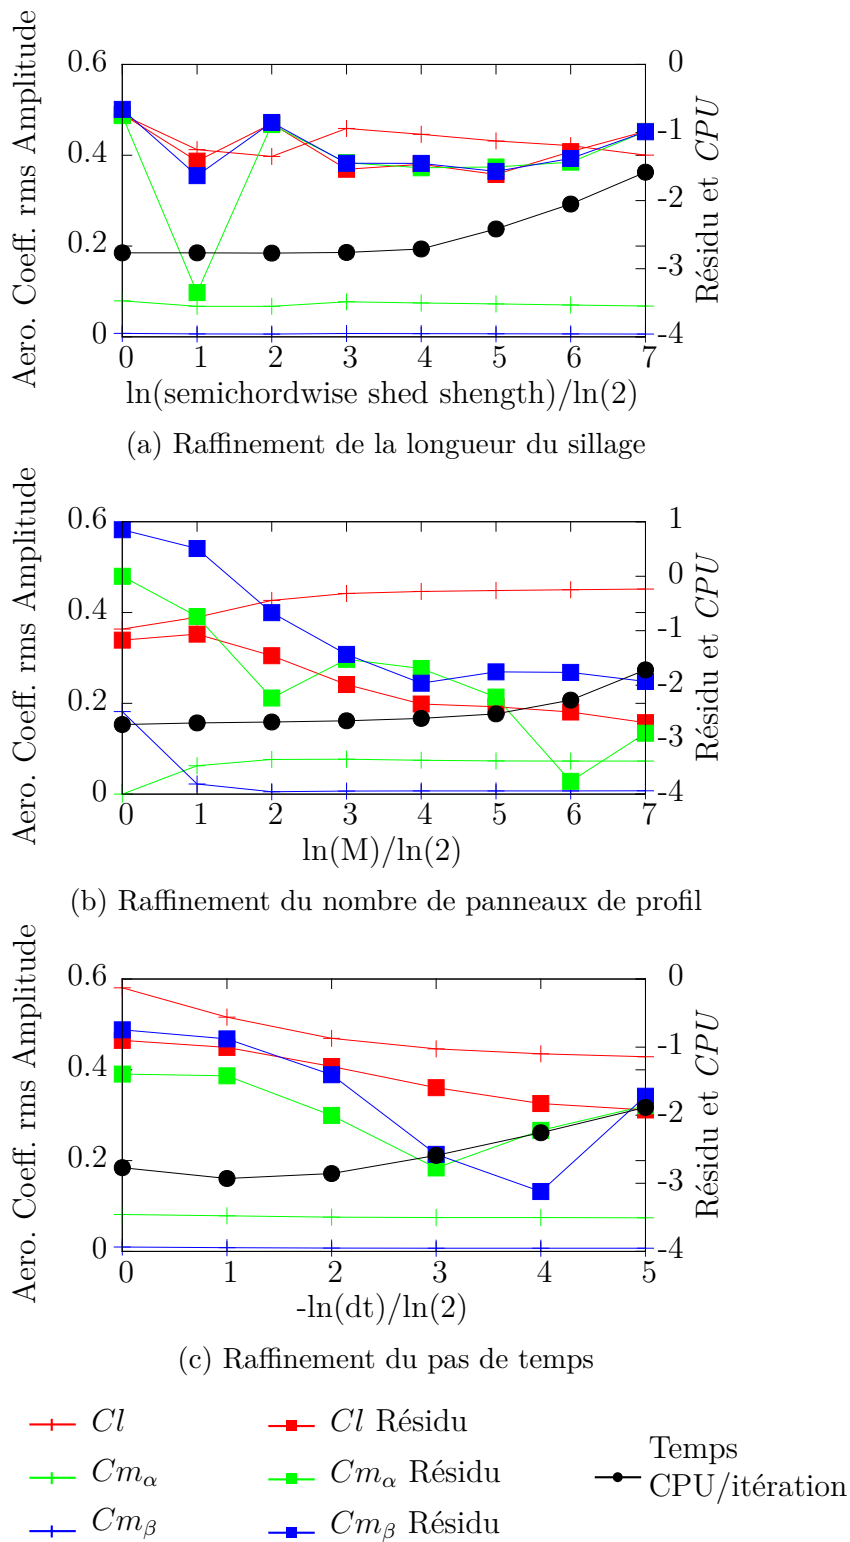 Aero. Coeff. rms Amplitude
0.6
0.4
0.2
0
0
-1
-2
-3
-4
Résidu et CPU
0 1 2 3 4 5 6 7
ln(semichordwise shed shength)/ln(2)
(a) Raffinement de la longueur du sillage
Aero. Coeff. rms Amplitude
0.6
0.4
0.2
0
1
0
-1
-2
-3
-4
Résidu et CPU
0 1 2 3 4 5 6 7
ln(M)/ln(2)
(b) Raffinement du nombre de panneaux de profil
Aero. Coeff. rms Amplitude
0.6
0.4
0.2
0
0
-1
-2
-3
-4
Résidu et CPU
0 1 2 3 4 5
-ln(dt)/ln(2)
(c) Raffinement du pas de temps
Cl
Cmα
Cmβ
Cl Résidu
Cmα Résidu
Cmβ Résidu
Temps
CPU/itération